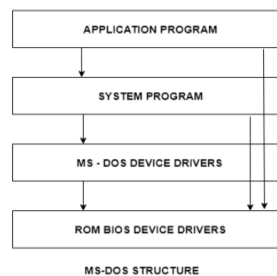 APPLICATION PROGRAM
SYSTEM PROGRAM
MS - DOS DEVICE DRIVERS
ROM BIOS DEVICE DRIVERS
MS-DOS STRUCTURE